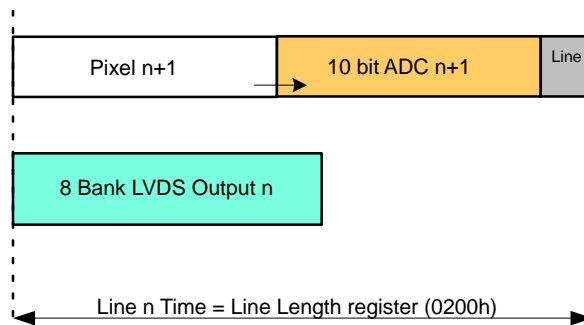 Pixel n+1
10 bit ADC n+1
Line
8 Bank LVDS Output n
Line n Time = Line Length register (0200h)